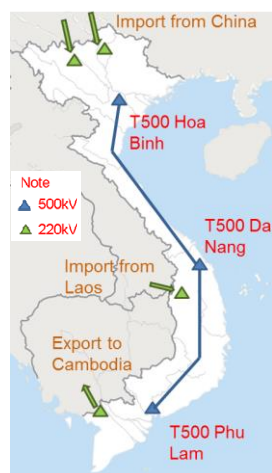 Import from China
T500 Hoa
Binh
Note
500kV
220kV
T500 Da
Nang
Import from
Laos
Export to
Cambodia
T500 Phu
Lam